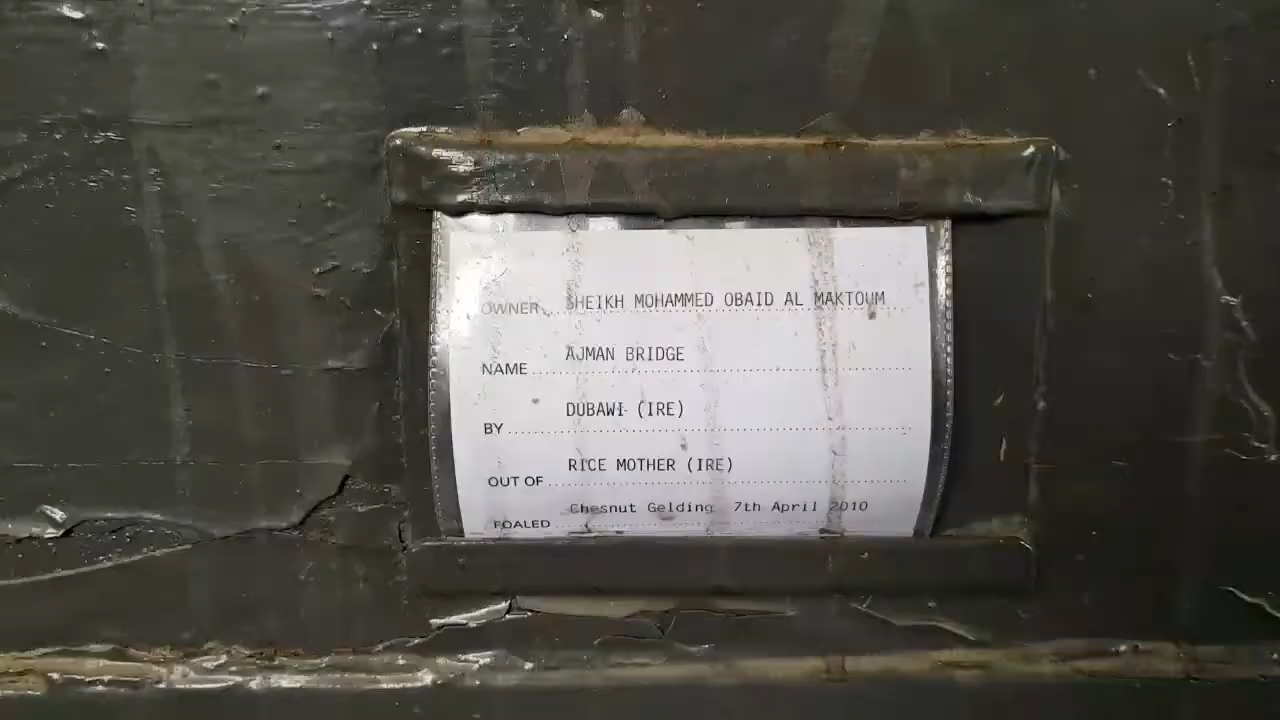 OWNER SHEIKH MOHAMMED OBAID AL MAKTOUM
NAME AJMAN BRIDGE
BY DUBAWI (IRE)
OUT OF RICE MOTHER (IRE)
FOALED Chesnut Gelding 7th April 2010